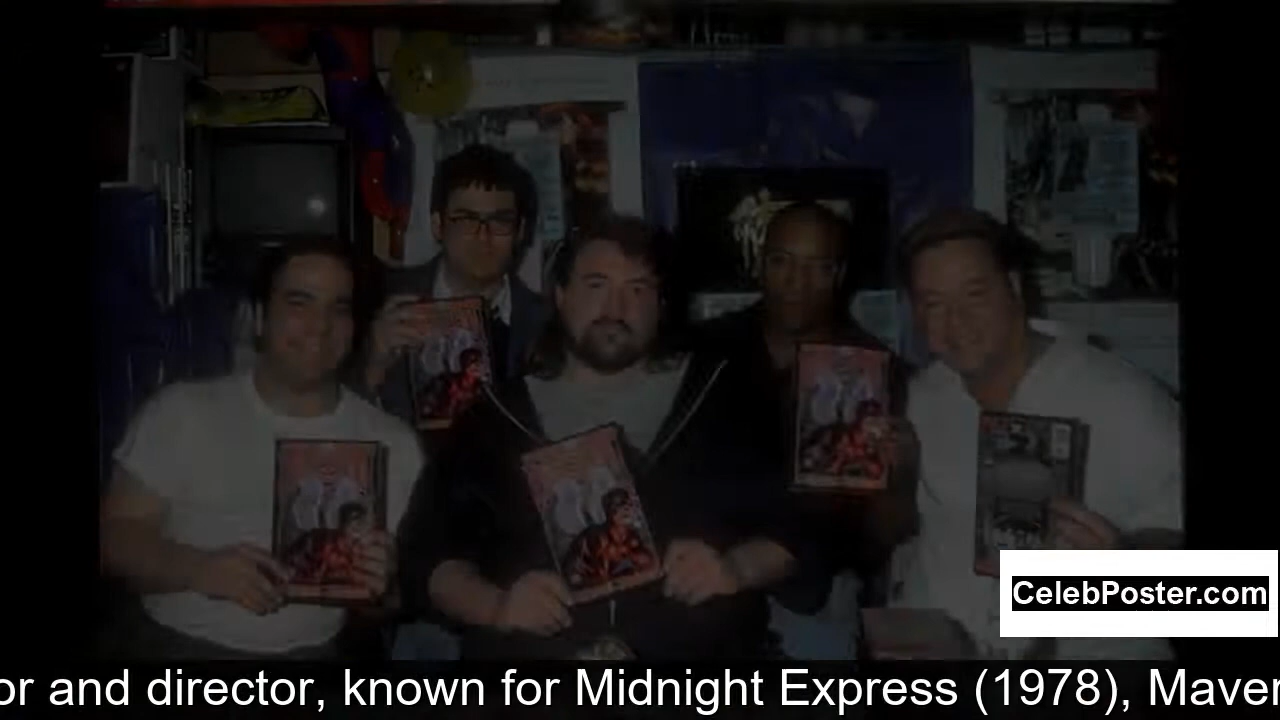 CelebPoster.com
or and director, known for Midnight Express (1978), Maver